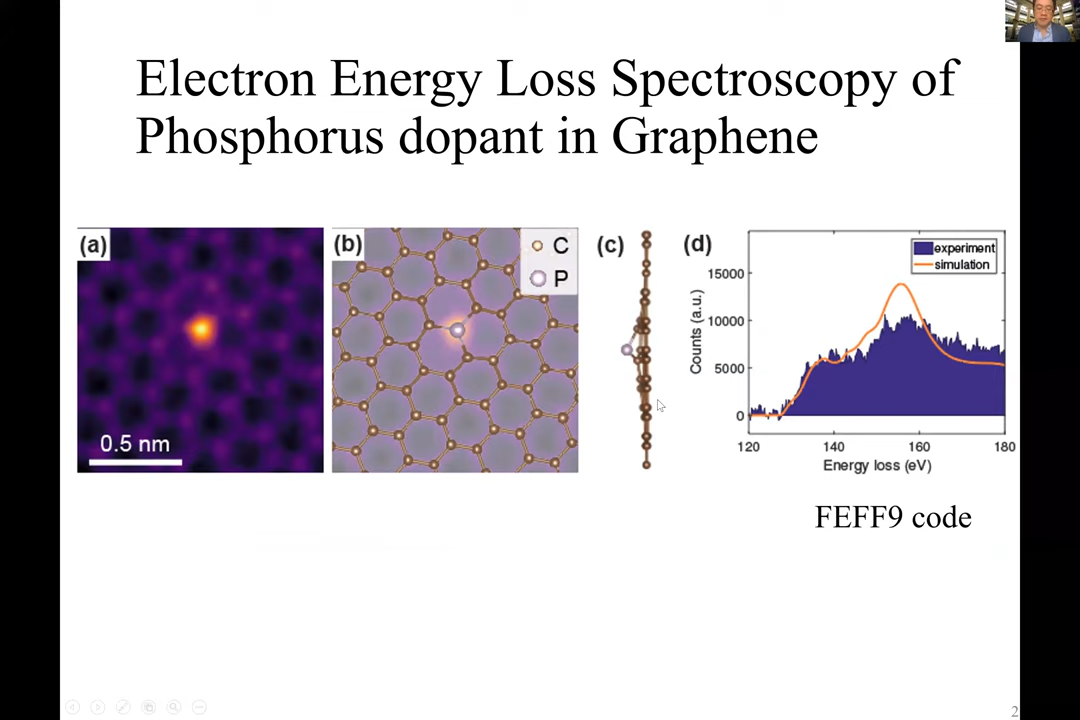 Electron Energy Loss Spectroscopy of
Phosphorus dopant in Graphene
(a)
0.5 nm
(b)
C
P
(c)
(d)
experiment
simulation
Counts (a.u.)
15000
10000
5000
0
120
140
160
180
Energy loss (eV)
FEFF9 code
2